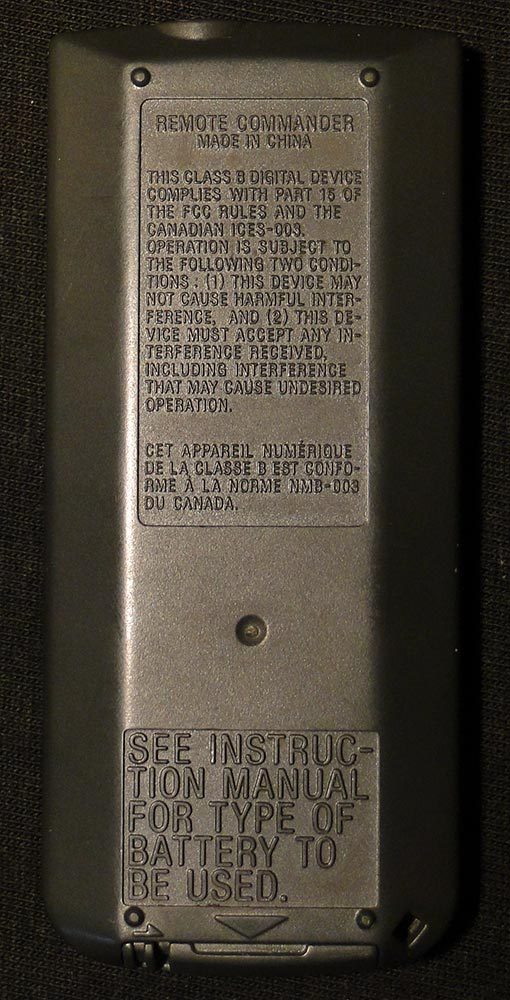 REMOTE COMMANDER
MADE IN CHINA
THIS CLASS B DIGITAL DEVICE
COMPLIES WITH PART 15 OF
THE FCC RULES AND THE
CANADIAN ICES-003.
OPERATION IS SUBJECT TO
THE FOLLOWING TWO CONDI-
TIONS : (1) THIS DEVICE MAY
NOT CAUSE HARMFUL INTER-
FERENCE, AND (2) THIS DE-
VICE MUST ACCEPT ANY IN-
TERFERENCE RECEIVED,
INCLUDING INTERFERENCE
THAT MAY CAUSE UNDESIRED
OPERATION.
CET APPAREIL NUMÉRIQUE
DE LA CLASSE B EST CONFO-
RME À LA NORME NMB-003
DU CANADA.
SEE INSTRUC-
TION MANUAL
FOR TYPE OF
BATTERY TO
BE USED.
1